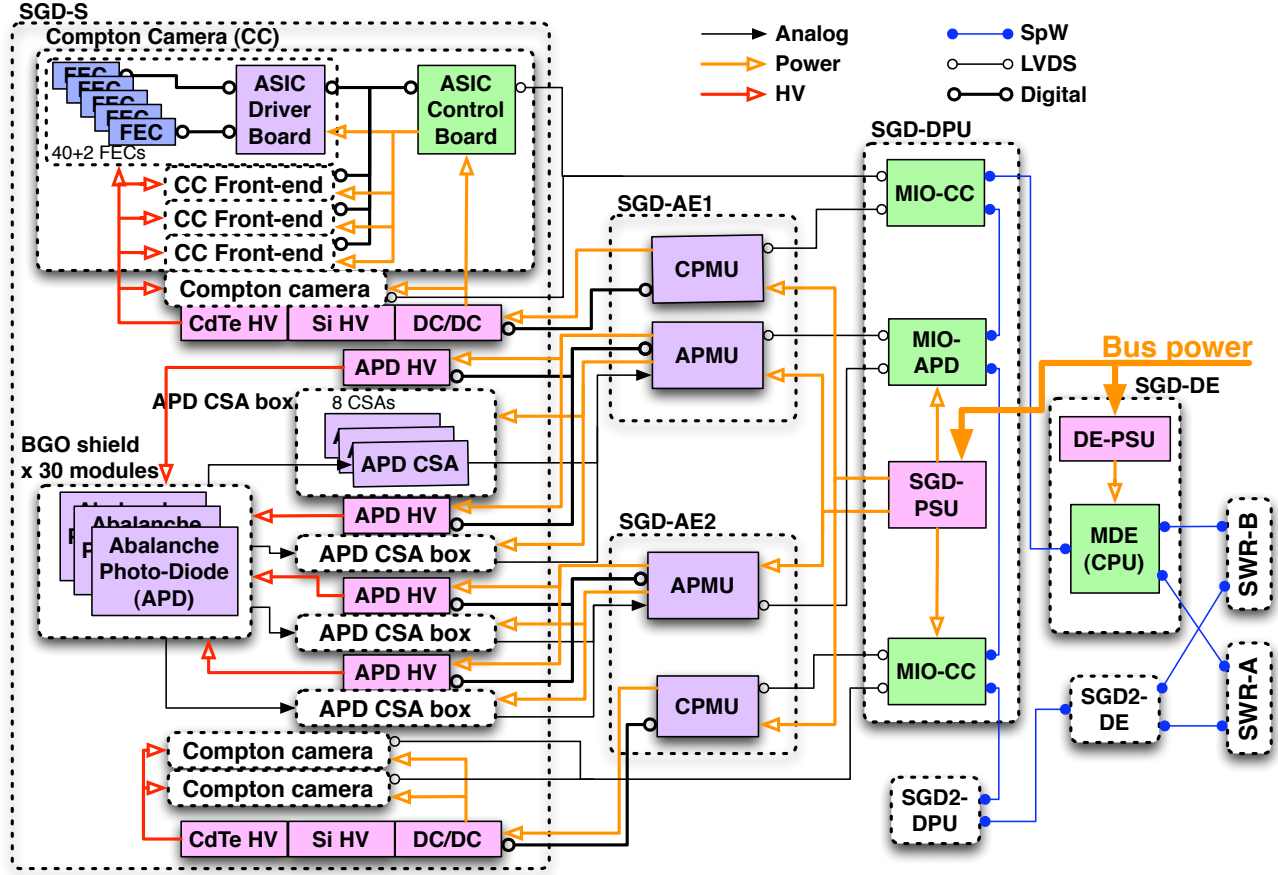 SGD-S
Compton Camera (CC)
FEC
FEC
FEC
FEC
FEC
40+2 FECs
ASIC
Driver
Board
ASIC
Control
Board
CC Front-end
CC Front-end
CC Front-end
Compton camera
CdTe HV
Si HV
DC/DC
APD HV
APD CSA box
8 CSAs
APD CSA
BGO shield
x 30 modules
Abalanche
Abalanche
Photo-Diode
(APD)
APD HV
APD CSA box
APD HV
APD CSA box
APD HV
APD CSA box
Compton camera
Compton camera
CdTe HV
Si HV
DC/DC
Analog
Power
HV
SpW
LVDS
Digital
SGD-AE1
CPMU
APMU
SGD-AE2
APMU
CPMU
SGD-DPU
MIO-CC
MIO-
APD
SGD-
PSU
MIO-CC
Bus power
SGD-DE
DE-PSU
MDE
(CPU)
SWR-B
SWR-A
SGD2-
DE
SGD2-
DPU